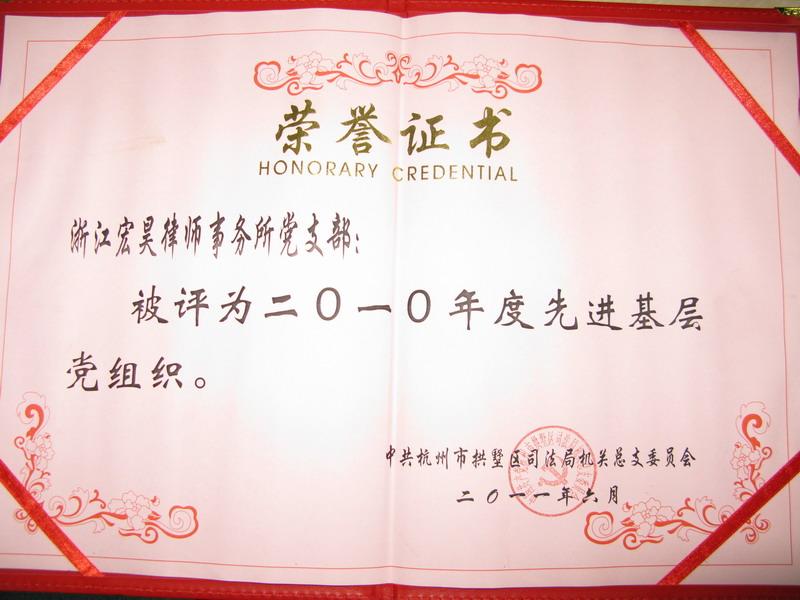 荣誉证书
HONORARY CREDENTIAL
浙江宏昊律师事务所党支部：
被评为二〇一〇年度先进基层
党组织。
中共杭州市拱墅区司法局机关总支委员会
二〇一一年六月